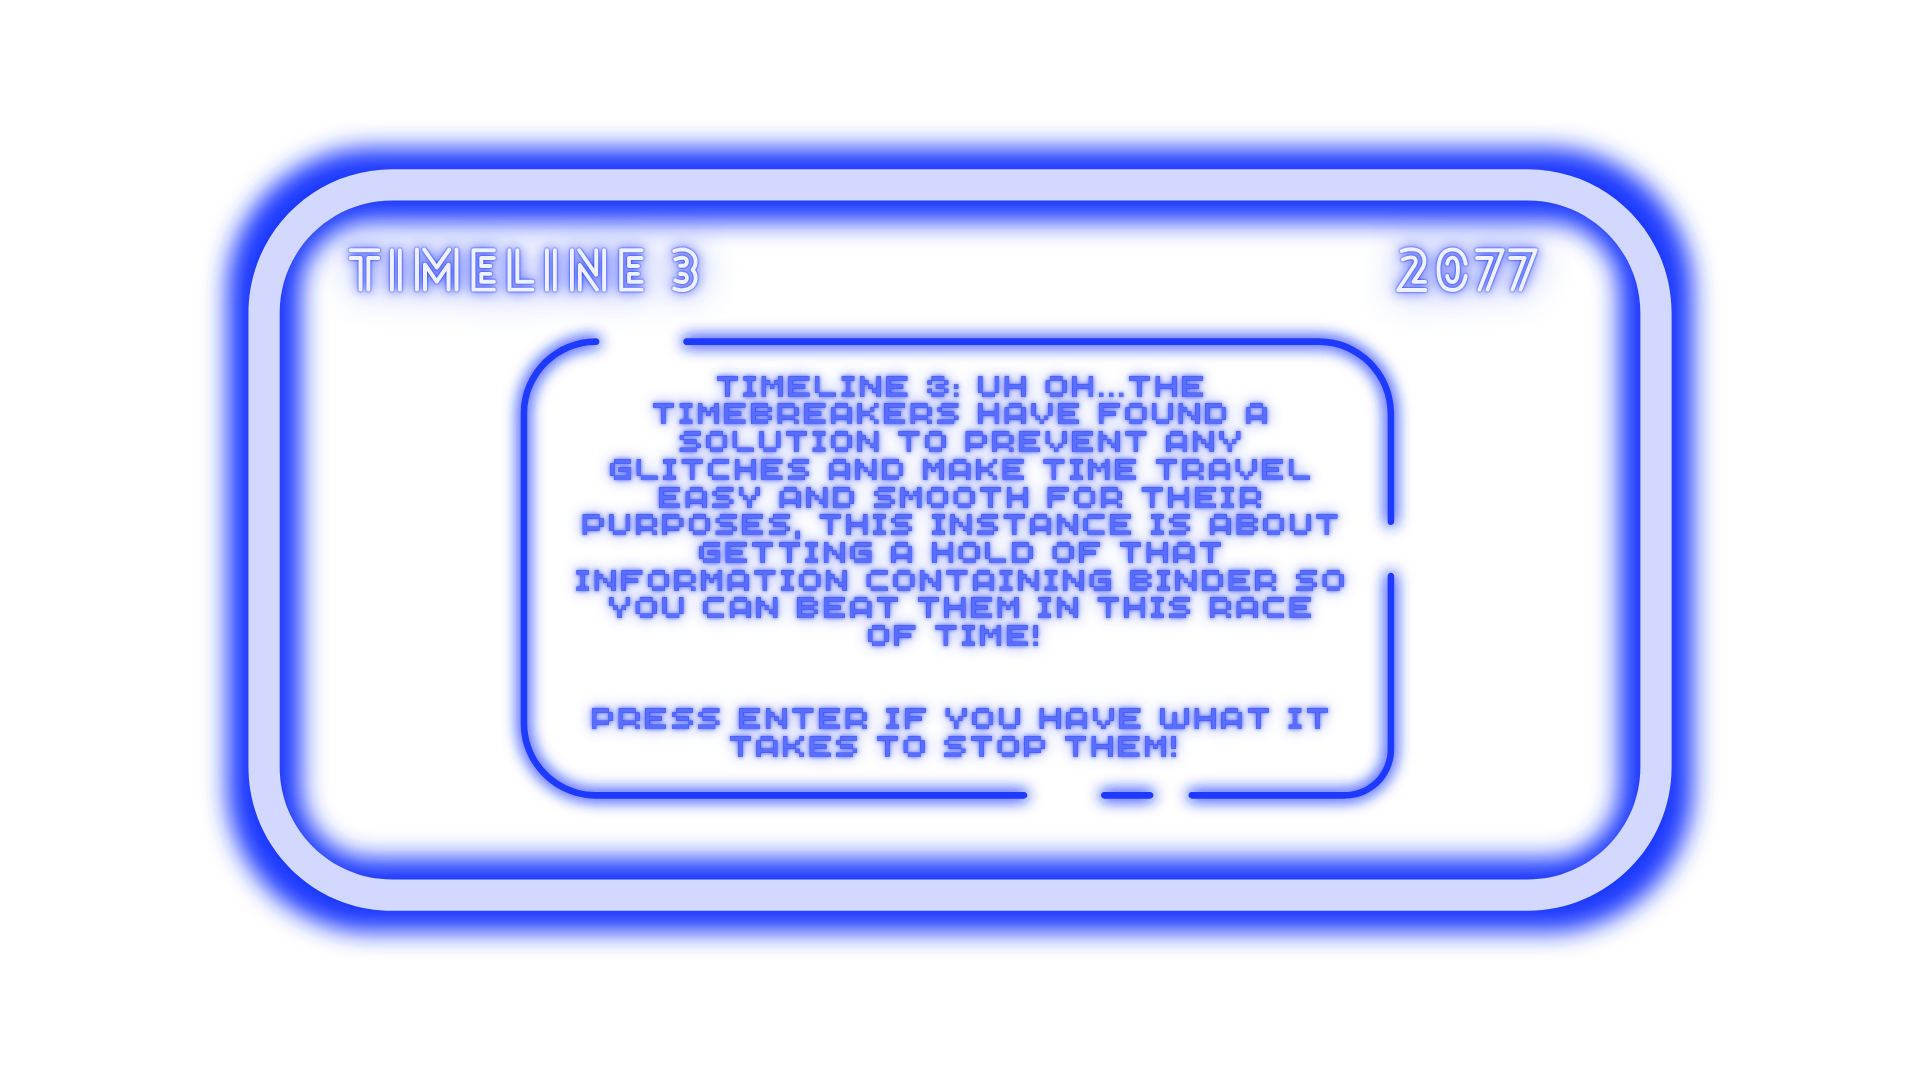 TIMELINE 3
2077
TIMELINE 3: UH OH...THE
TIMEBREAKERS HAVE FOUND A
SOLUTION TO PREVENT ANY
GLITCHES AND MAKE TIME TRAVEL
EASY AND SMOOTH FOR THEIR
PURPOSES, THIS INSTANCE IS ABOUT
GETTING A HOLD OF THAT
INFORMATION CONTAINING BINDER SO
YOU CAN BEAT THEM IN THIS RACE
OF TIME!
PRESS ENTER IF YOU HAVE WHAT IT
TAKES TO STOP THEM!